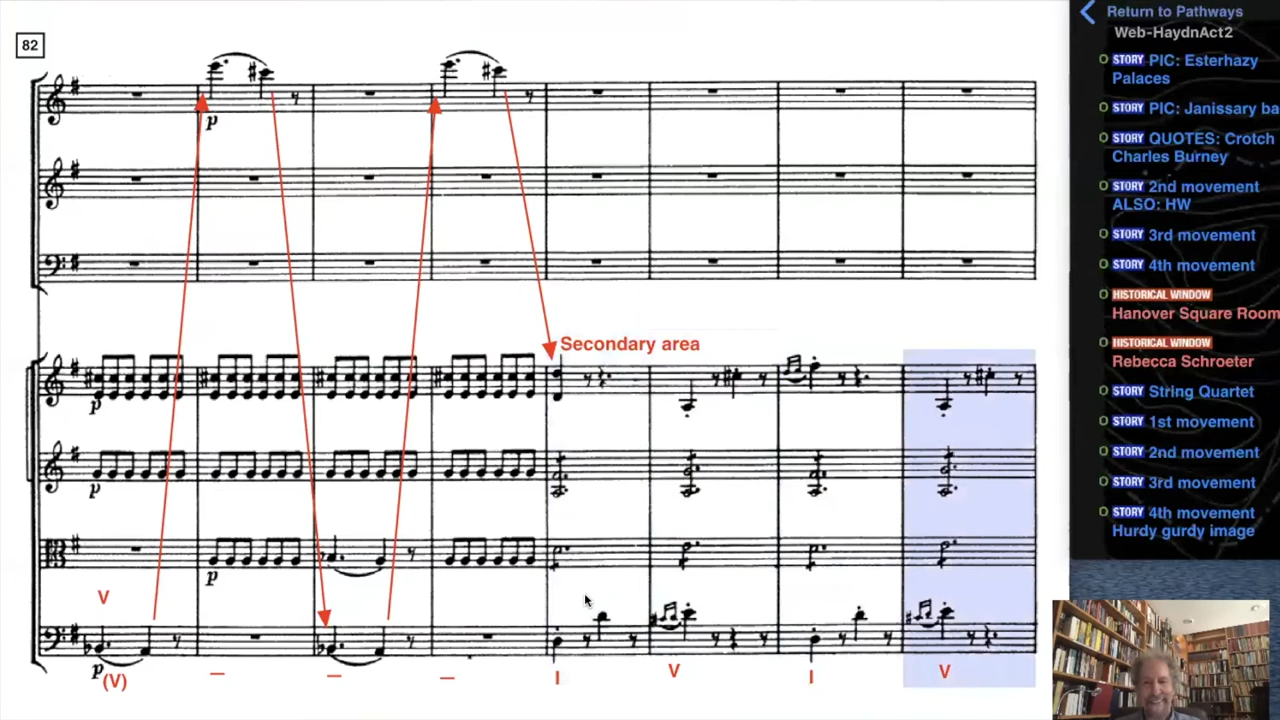 82
p
Secondary area
p
p
p
V
p
(V)
I
V
I
V
Return to Pathways
Web-HaydnAct2
STORY PIC: Esterhazy
Palaces
STORY PIC: Janissary ba
STORY QUOTES: Crotch
Charles Burney
STORY 2nd movement
ALSO: HW
STORY 3rd movement
STORY 4th movement
HISTORICAL WINDOW
Hanover Square Room
HISTORICAL WINDOW
Rebecca Schroeter
STORY String Quartet
STORY 1st movement
STORY 2nd movement
STORY 3rd movement
STORY 4th movement
Hurdy gurdy image